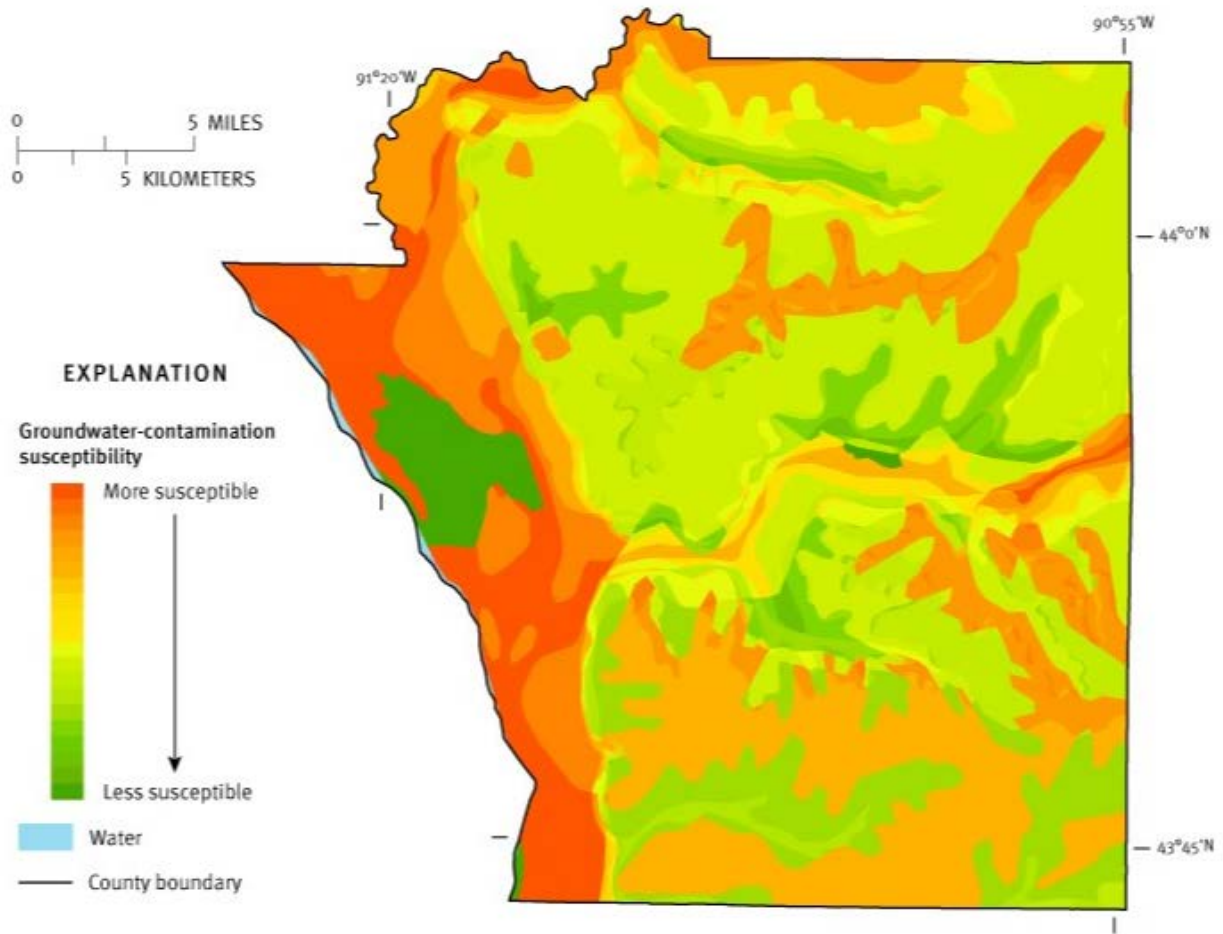 90°55'W
91°20'W
0 5 MILES
0 5 KILOMETERS
44°0'N
EXPLANATION
Groundwater-contamination
susceptibility
More susceptible
Less susceptible
Water
County boundary
43°45'N